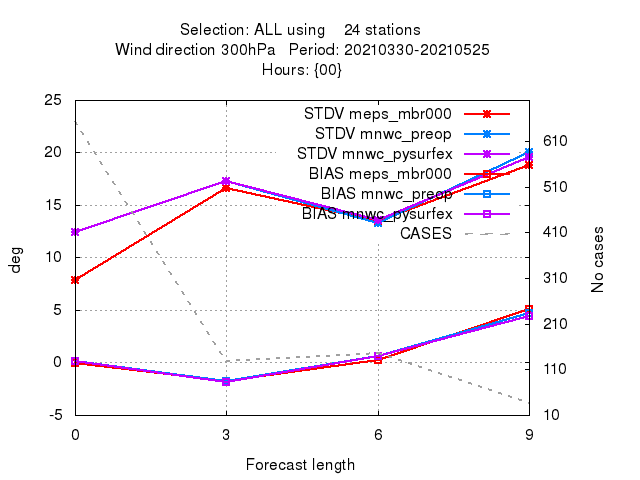 Selection: ALL using    24 stations
Wind direction 300hPa   Period: 20210330-20210525
Hours: {00}
25
20
15
10
5
0
-5
deg
STDV meps_mbr000
STDV mnwc_preop
STDV mnwc_pysurfex
BIAS meps_mbr000
BIAS mnwc_preop
BIAS mnwc_pysurfex
CASES
610
510
410
310
210
110
10
No cases
0 3 6 9
Forecast length